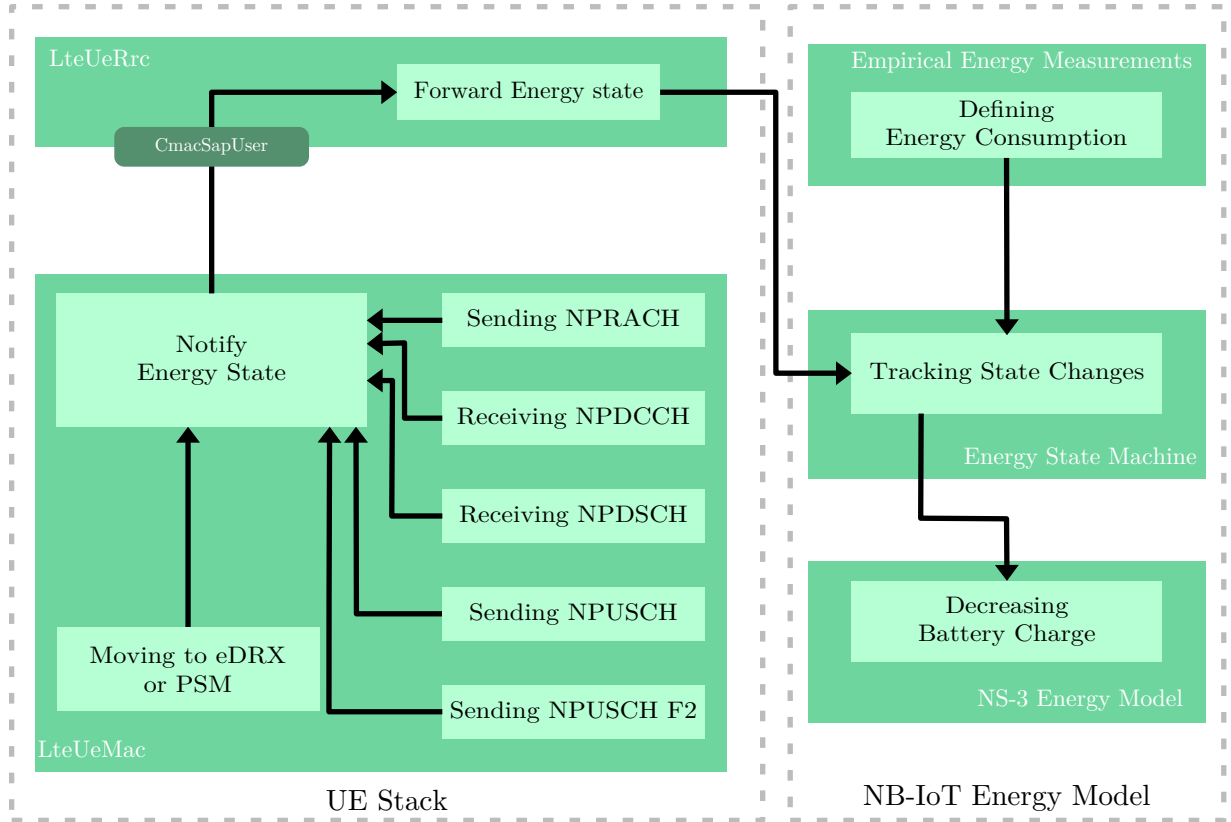 LteUeRrc
Forward Energy state
CmacSapUser
Notify
Energy State
Sending NPRACH
Receiving NPDCCH
Receiving NPDSCH
Sending NPUSCH
Moving to eDRX
or PSM
Sending NPUSCH F2
LteUeMac
UE Stack
Empirical Energy Measurements
Defining
Energy Consumption
Tracking State Changes
Energy State Machine
Decreasing
Battery Charge
NS-3 Energy Model
NB-IoT Energy Model